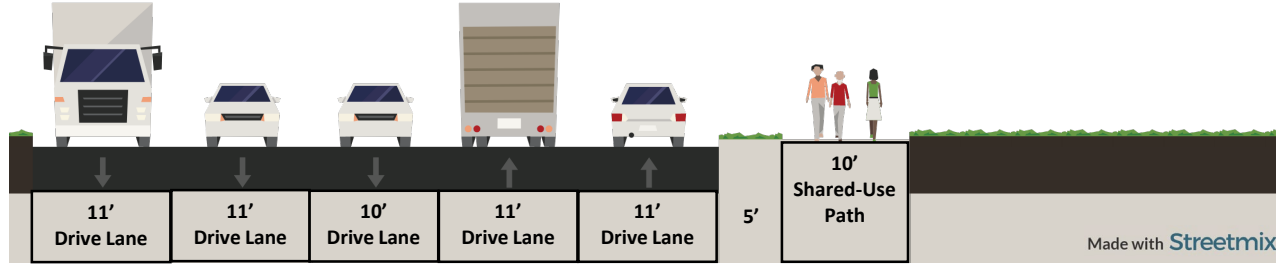 11’
Drive Lane
11’
Drive Lane
10’
Drive Lane
11’
Drive Lane
11’
Drive Lane
5’
10’
Shared-Use
Path
Made with Streetmix